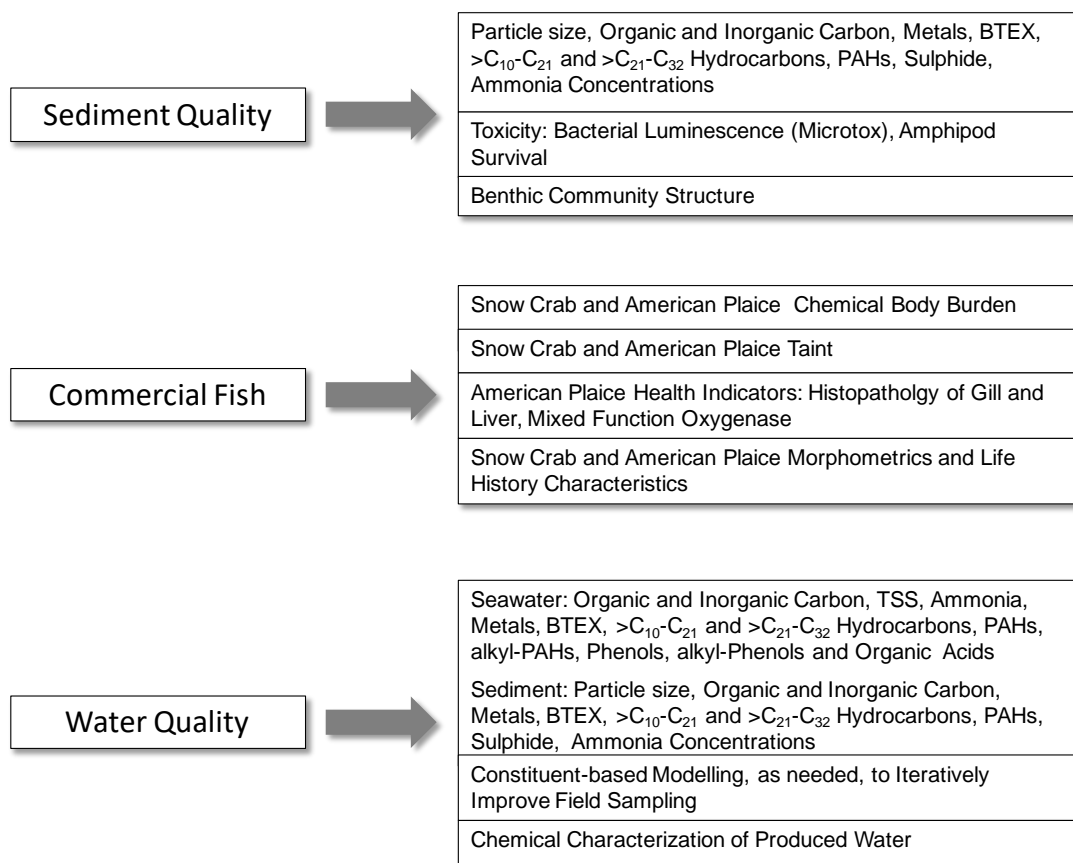 Sediment Quality
Particle size, Organic and Inorganic Carbon, Metals, BTEX,
>C10-C21 and >C21-C32 Hydrocarbons, PAHs, Sulphide,
Ammonia Concentrations
Toxicity: Bacterial Luminescence (Microtox), Amphipod
Survival
Benthic Community Structure
Commercial Fish
Snow Crab and American Plaice Chemical Body Burden
Snow Crab and American Plaice Taint
American Plaice Health Indicators: Histopatholgy of Gill and
Liver, Mixed Function Oxygenase
Snow Crab and American Plaice Morphometrics and Life
History Characteristics
Water Quality
Seawater: Organic and Inorganic Carbon, TSS, Ammonia,
Metals, BTEX, >C10-C21 and >C21-C32 Hydrocarbons, PAHs,
alkyl-PAHs, Phenols, alkyl-Phenols and Organic Acids
Sediment: Particle size, Organic and Inorganic Carbon,
Metals, BTEX, >C10-C21 and >C21-C32 Hydrocarbons, PAHs,
Sulphide, Ammonia Concentrations
Constituent-based Modelling, as needed, to Iteratively
Improve Field Sampling
Chemical Characterization of Produced Water